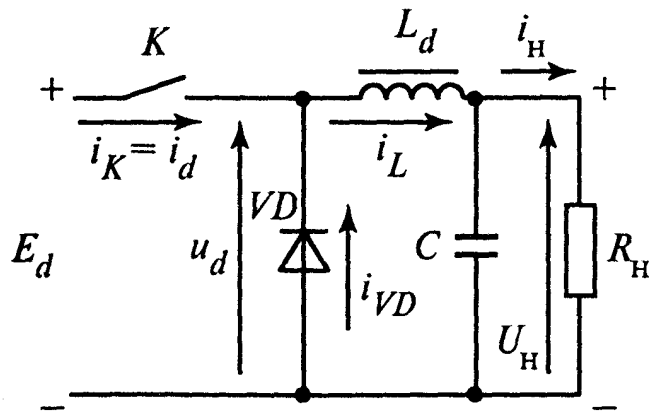 K
L_d
i_н
+
+
i_K = i_d
i_L
VD
E_d
u_d
i_VD
C
R_н
U_н
−
−